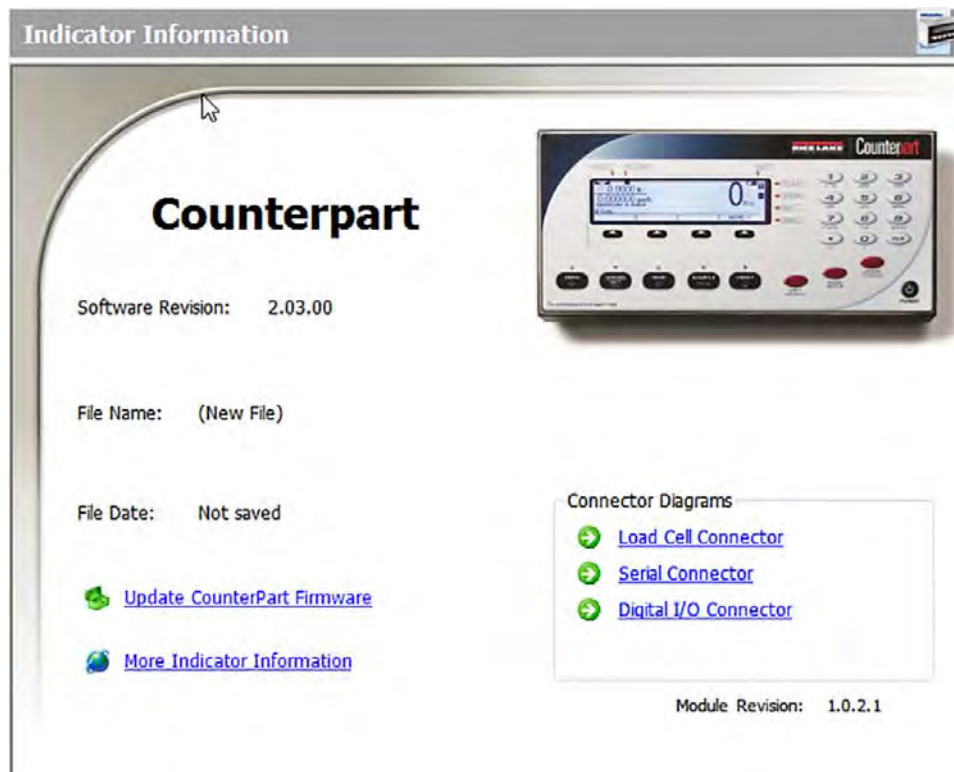 Indicator Information
Counterpart
Software Revision: 2.03.00
File Name: (New File)
File Date: Not saved
Update CounterPart Firmware
More Indicator Information
RICE LAKE Counterpart
0
Connector Diagrams
Load Cell Connector
Serial Connector
Digital I/O Connector
Module Revision: 1.0.2.1